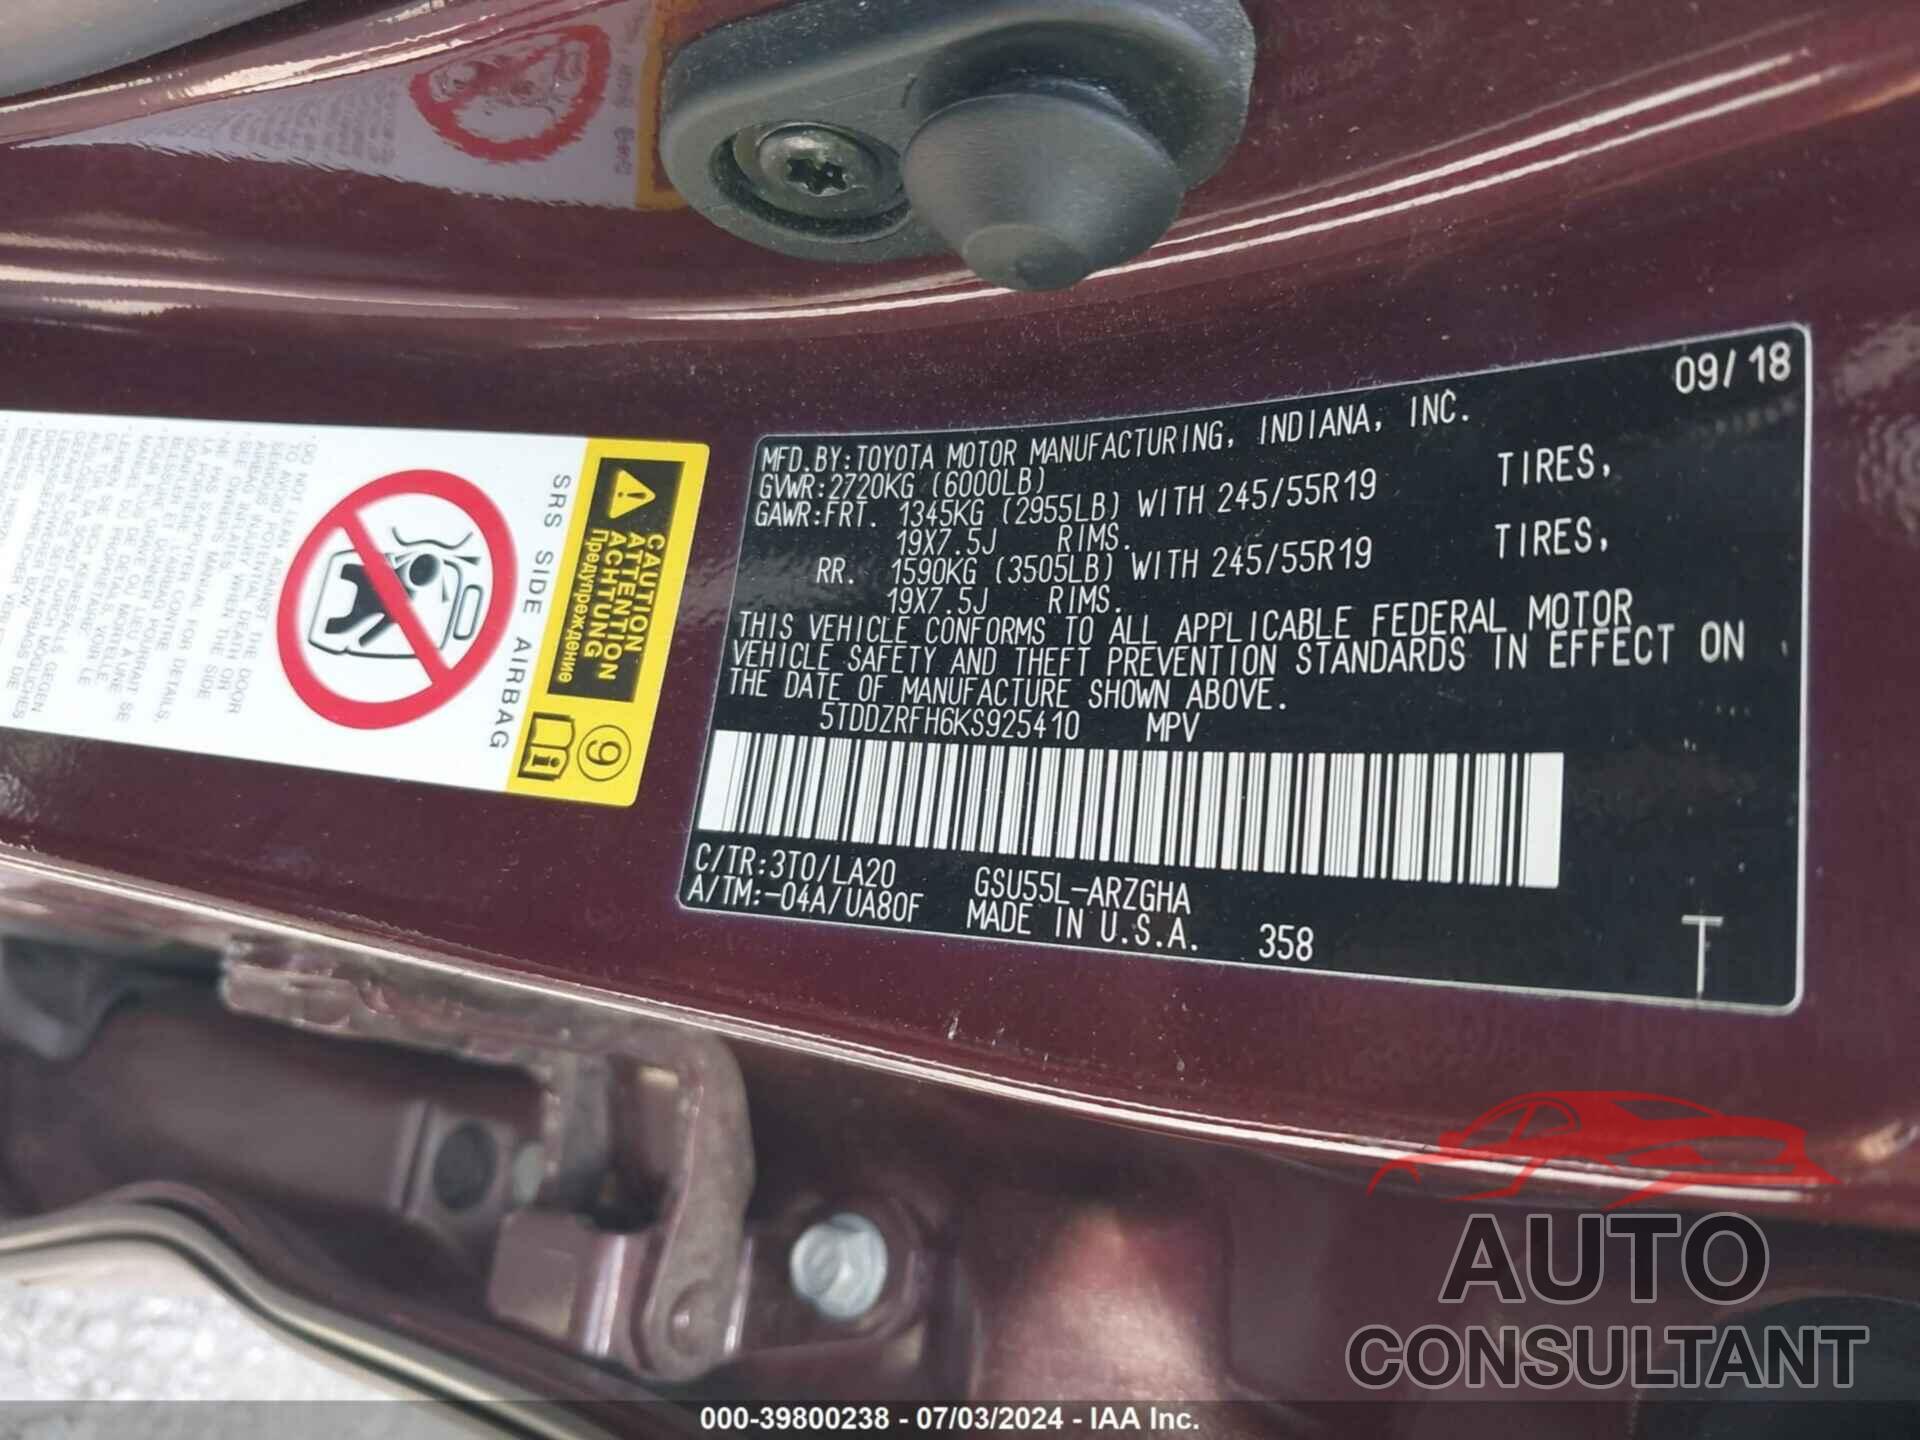 09/18
MFD.BY:TOYOTA MOTOR MANUFACTURING, INDIANA, INC.
GVWR:2720KG (6000LB)
GAWR:FRT. 1345KG (2955LB) WITH 245/55R19 TIRES,
19X7.5J RIMS.
RR. 1590KG (3505LB) WITH 245/55R19 TIRES,
19X7.5J RIMS.
THIS VEHICLE CONFORMS TO ALL APPLICABLE FEDERAL MOTOR
VEHICLE SAFETY AND THEFT PREVENTION STANDARDS IN EFFECT ON
THE DATE OF MANUFACTURE SHOWN ABOVE.
5TDDZRFH6KS925410 MPV
C/TR:3T0/LA20 GSU55L-ARZGHA
A/TM:-04A/UA80F MADE IN U.S.A. 358
T
CAUTION
ATTENTION
ACHTUNG
Предупреждение
9
SRS SIDE AIRBAG
AUTO
CONSULTANT
000-39800238 - 07/03/2024 - IAA Inc.